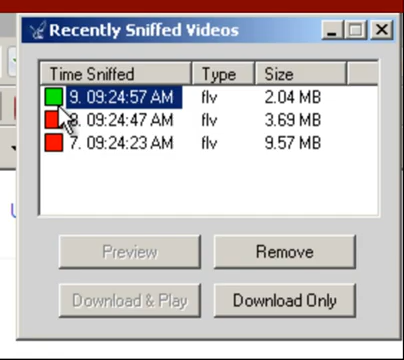 Recently Sniffed Videos
Time Sniffed Type Size
9. 09:24:57 AM flv 2.04 MB
8. 09:24:47 AM flv 3.69 MB
7. 09:24:23 AM flv 9.57 MB
Preview Remove
Download & Play Download Only